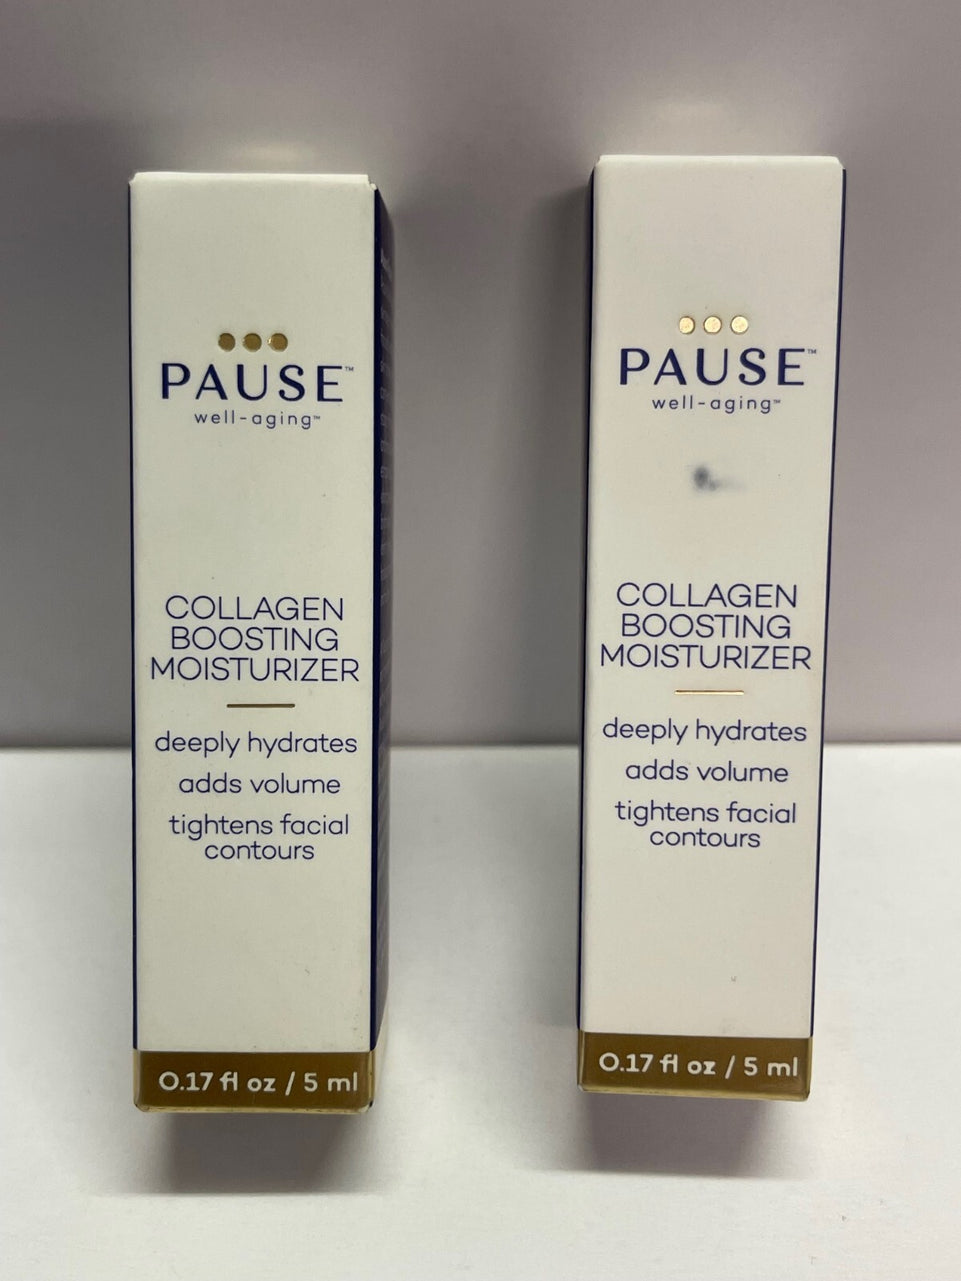 PAUSE™
well-aging™
COLLAGEN
BOOSTING
MOISTURIZER
deeply hydrates
adds volume
tightens facial
contours
0.17 fl oz / 5 ml
PAUSE™
well-aging™
COLLAGEN
BOOSTING
MOISTURIZER
deeply hydrates
adds volume
tightens facial
contours
0.17 fl oz / 5 ml